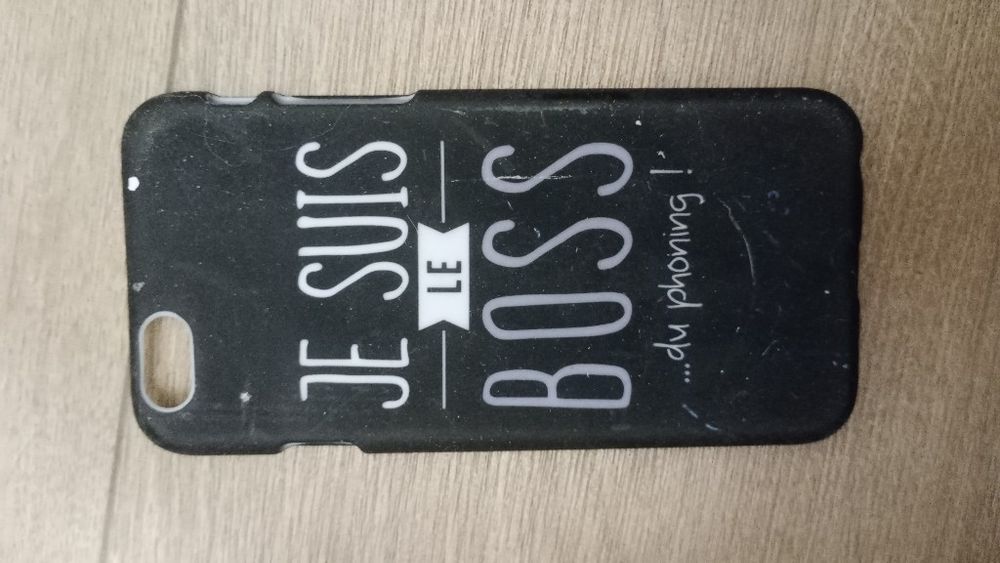 JE SUIS
LE
BOSS
...du phoning !